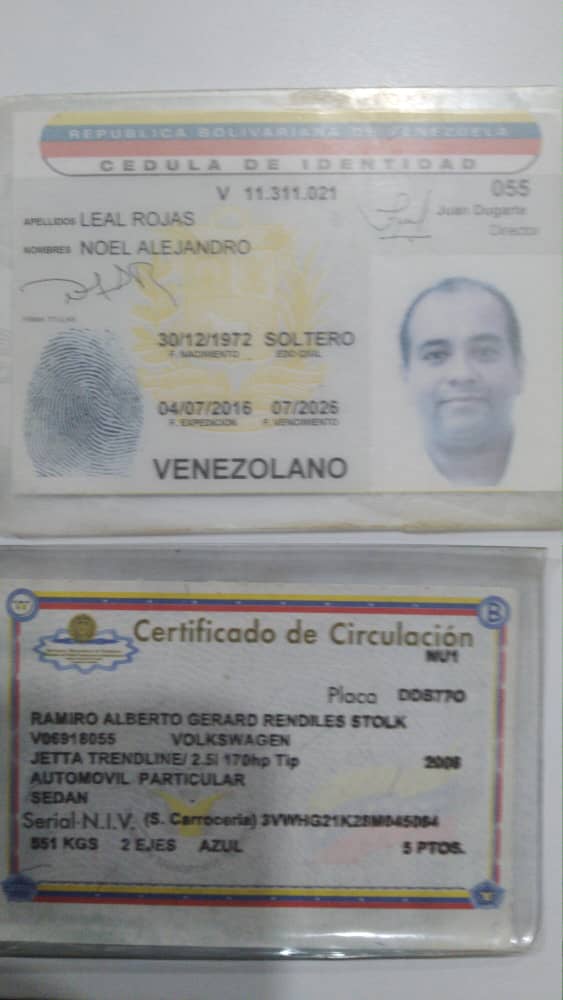 REPUBLICA BOLIVARIANA DE VENEZUELA
CEDULA DE IDENTIDAD
V 11.311.021
055
APELLIDOS LEAL ROJAS
Juan Dugarte
Director
NOMBRES NOEL ALEJANDRO
FIRMA TITULAR
30/12/1972 SOLTERO
F. NACIMIENTO EDO CIVIL
04/07/2016 07/2026
F. EXPEDICION F. VENCIMIENTO
VENEZOLANO
Certificado de Circulación
MU1
Placa DDS77O
RAMIRO ALBERTO GERARD RENDILES STOLK
V06918055 VOLKSWAGEN
JETTA TRENDLINE/ 2.5l 170hp Tip
AUTOMOVIL PARTICULAR
SEDAN
Serial N.I.V. (S. Carroceria)
551 KGS 2 EJES AZUL 5 PTOS.